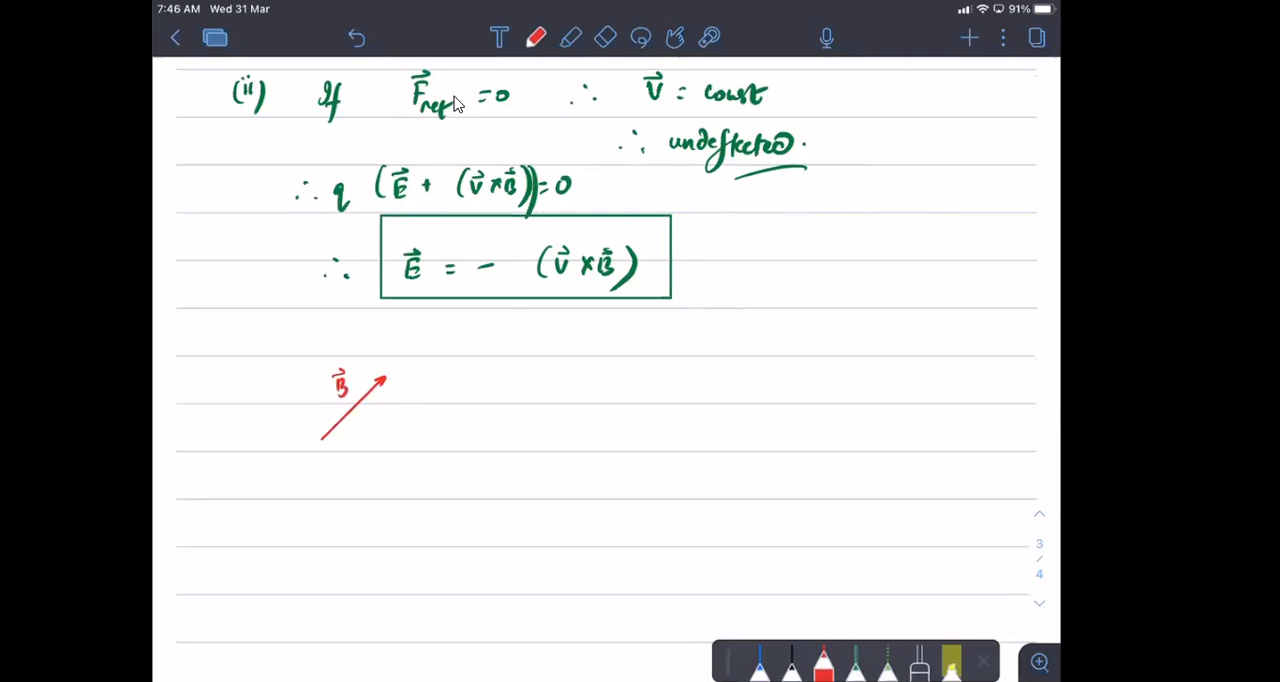 7:46 AM Wed 31 Mar 91%
T
(ii) If F⃗net = 0 ∴ V⃗ = const
∴ undeflected.
∴ q (E⃗ + (V⃗ × B⃗)) = 0
∴ E⃗ = - (V⃗ × B⃗)
B⃗
3
/
4